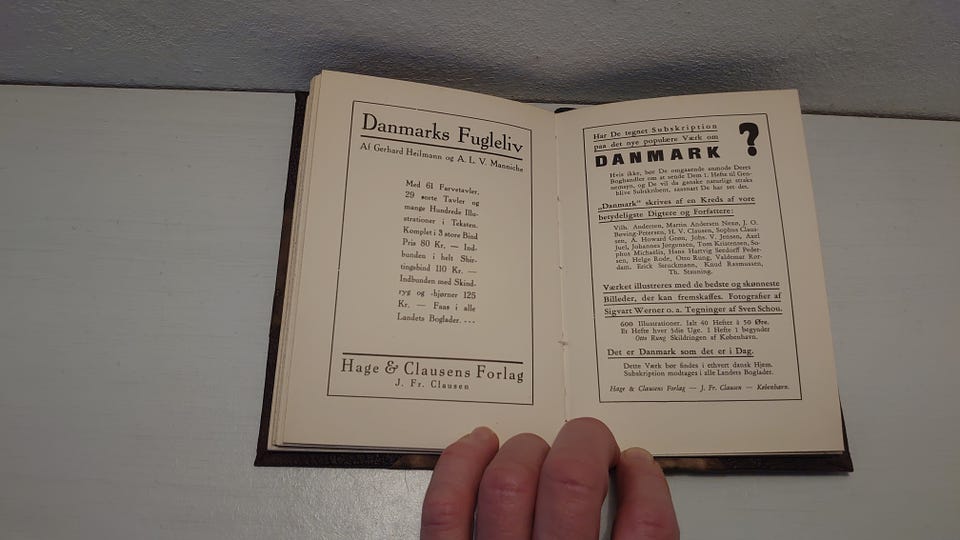 Danmarks Fugleliv
Af Gerhard Heilmann og A. L. V. Manniche
Med 61 Farvetavler,
29 sorte Tavler og
mange Hundrede Illu-
strationer i Teksten.
Komplet i 3 store Bind
Pris 80 Kr. — Ind-
bunden i helt Shir-
tingsbind 110 Kr. —
Indbunden med Skind-
ryg og -hjørner 125
Kr. — Faas i alle
Landets Boglader. ---
Hage & Clausens Forlag
J. Fr. Clausen
Har De tegnet Subskription
paa det nye populære Værk om
DANMARK ?
Hvis ikke, bør De omgaaende anmode Deres
Boghandler om at sende Dem 1. Hefte til Gen-
nemsyn, og De vil da ganske naturligt straks
blive Subskribent, saasnart De har set det.
„Danmark" skrives af en Kreds af vore
betydeligste Digtere og Forfattere:
Vilh. Andersen, Martin Andersen Nexø, J. O.
Bøving-Petersen, H. V. Clausen, Sophus Claus-
sen, A. Howard Grøn, Johs. V. Jensen, Axel
Juel, Johannes Jørgensen, Tom Kristensen, So-
phus Michaëlis, Hans Hartvig Seedorff Peder-
sen, Helge Rode, Otto Rung, Valdemar Rør-
dam, Erick Struckmann, Knud Rasmussen,
Th. Stauning.
Værket illustreres med de bedste og skønneste
Billeder, der kan fremskaffes. Fotografier af
Sigvart Werner o. a. Tegninger af Sven Schou.
600 Illustrationer. Ialt 40 Hefter à 50 Øre.
Et Hefte hver 3die Uge. I Hefte 1 begynder
Otto Rung Skildringen af København.
Det er Danmark som det er i Dag.
Dette Værk bør findes i ethvert dansk Hjem.
Subskription modtages i alle Landets Boglader.
Hage & Clausens Forlag — J. Fr. Clausen — København.